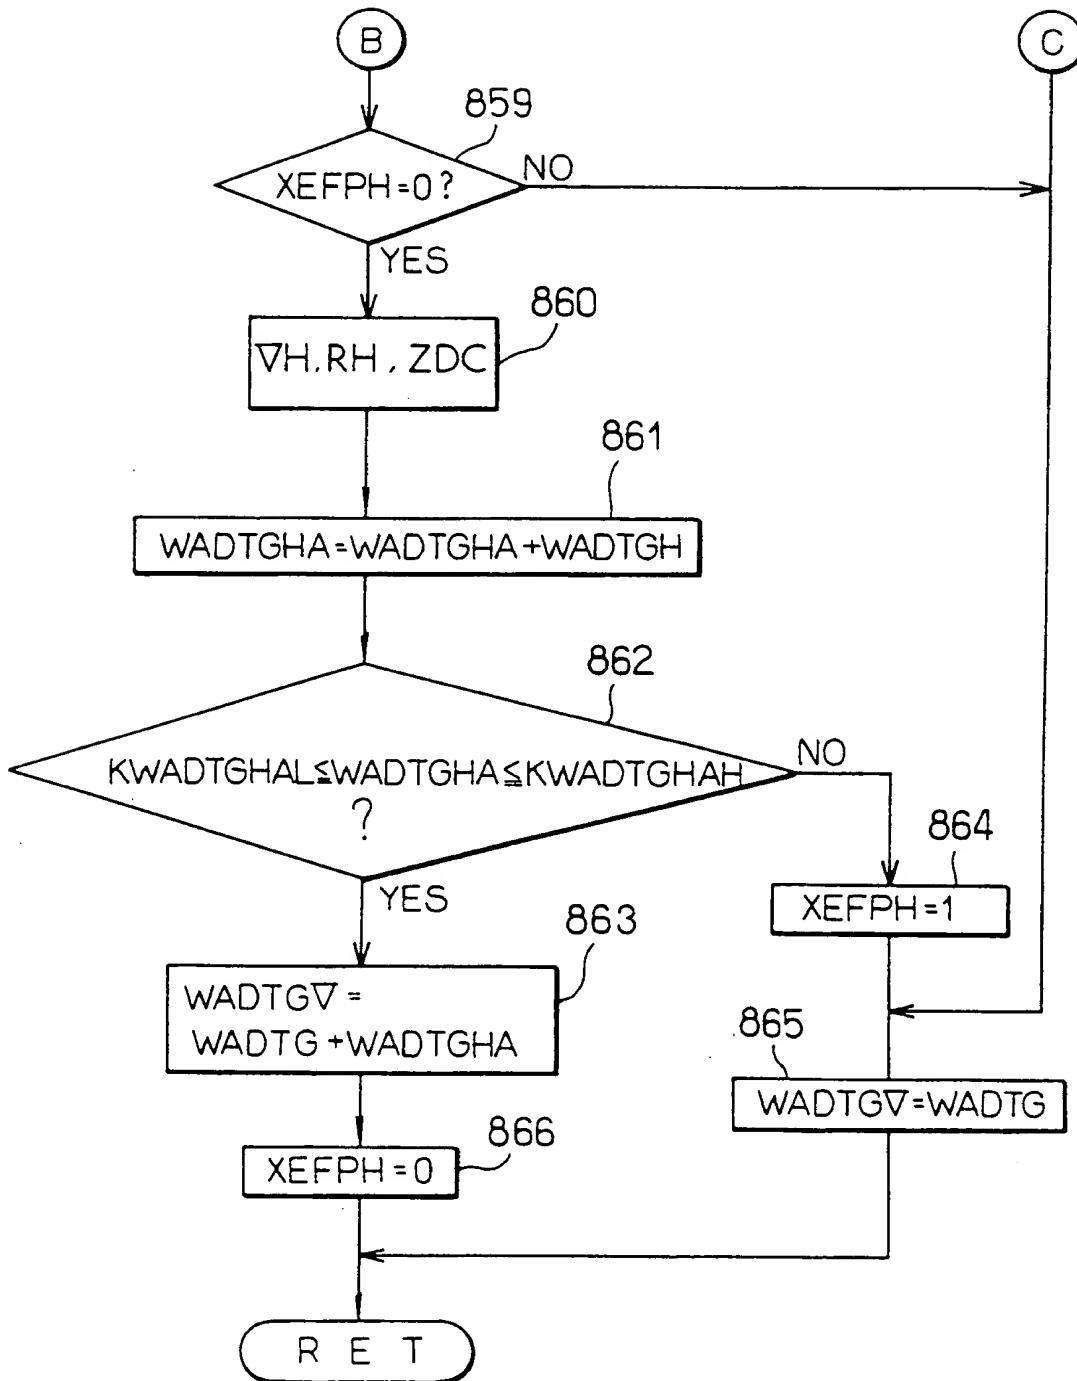 B
C
859
XEFPH=0?
NO
YES
860
∇H, RH, ZDC
861
WADTGHA=WADTGHA+WADTGH
862
KWADTGHAL≦WADTGHA≦KWADTGHAH
?
NO
YES
864
XEFPH=1
863
WADTG∇=
WADTG+WADTGHA
865
WADTG∇=WADTG
866
XEFPH=0
RET